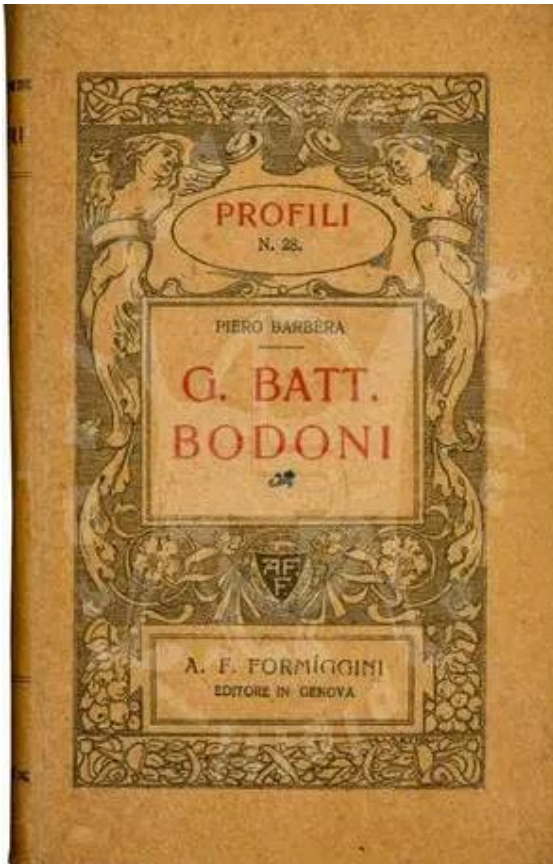 PROFILI
N. 28.
PIERO BARBÈRA
G. BATT.
BODONI
AFF
A. F. FORMÍGGINI
EDITORE IN GENOVA